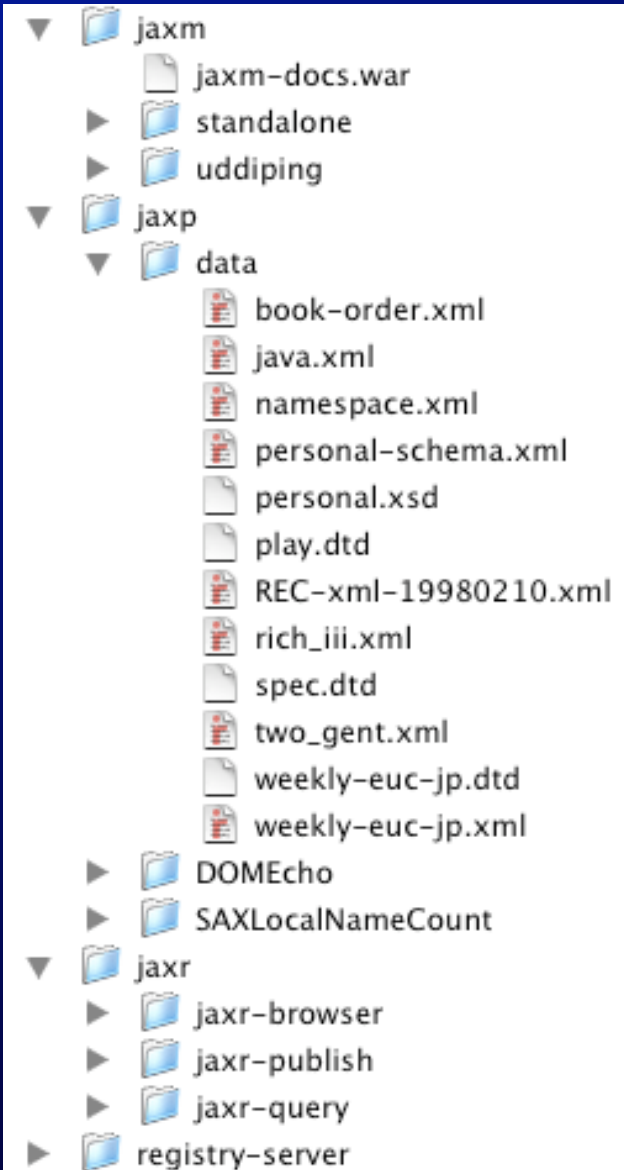 jaxm
jaxm-docs.war
standalone
uddiping
jaxp
data
book-order.xml
java.xml
namespace.xml
personal-schema.xml
personal.xsd
play.dtd
REC-xml-19980210.xml
rich_iii.xml
spec.dtd
two_gent.xml
weekly-euc-jp.dtd
weekly-euc-jp.xml
DOMEcho
SAXLocalNameCount
jaxr
jaxr-browser
jaxr-publish
jaxr-query
registry-server